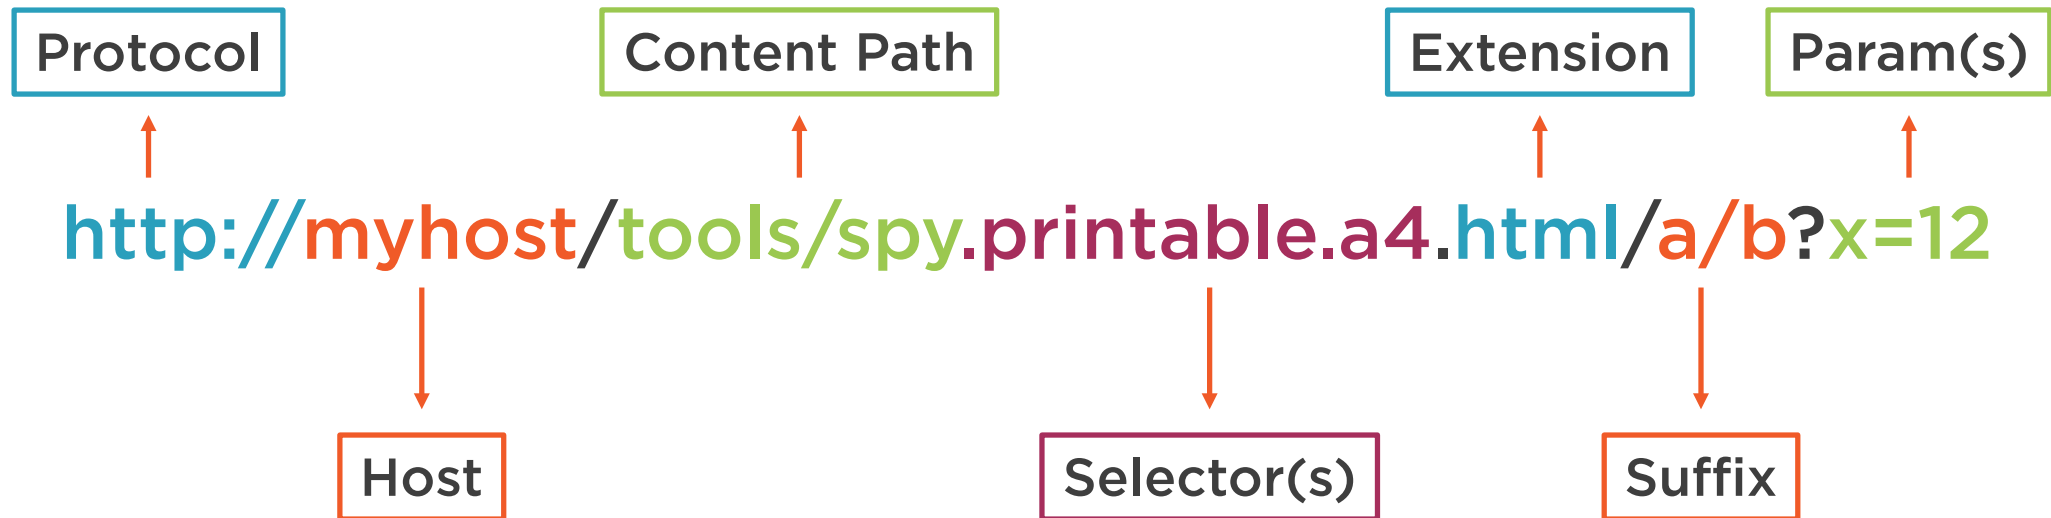 Protocol Content Path Extension Param(s)
http://myhost/tools/spy.printable.a4.html/a/b?x=12
Host Selector(s) Suffix